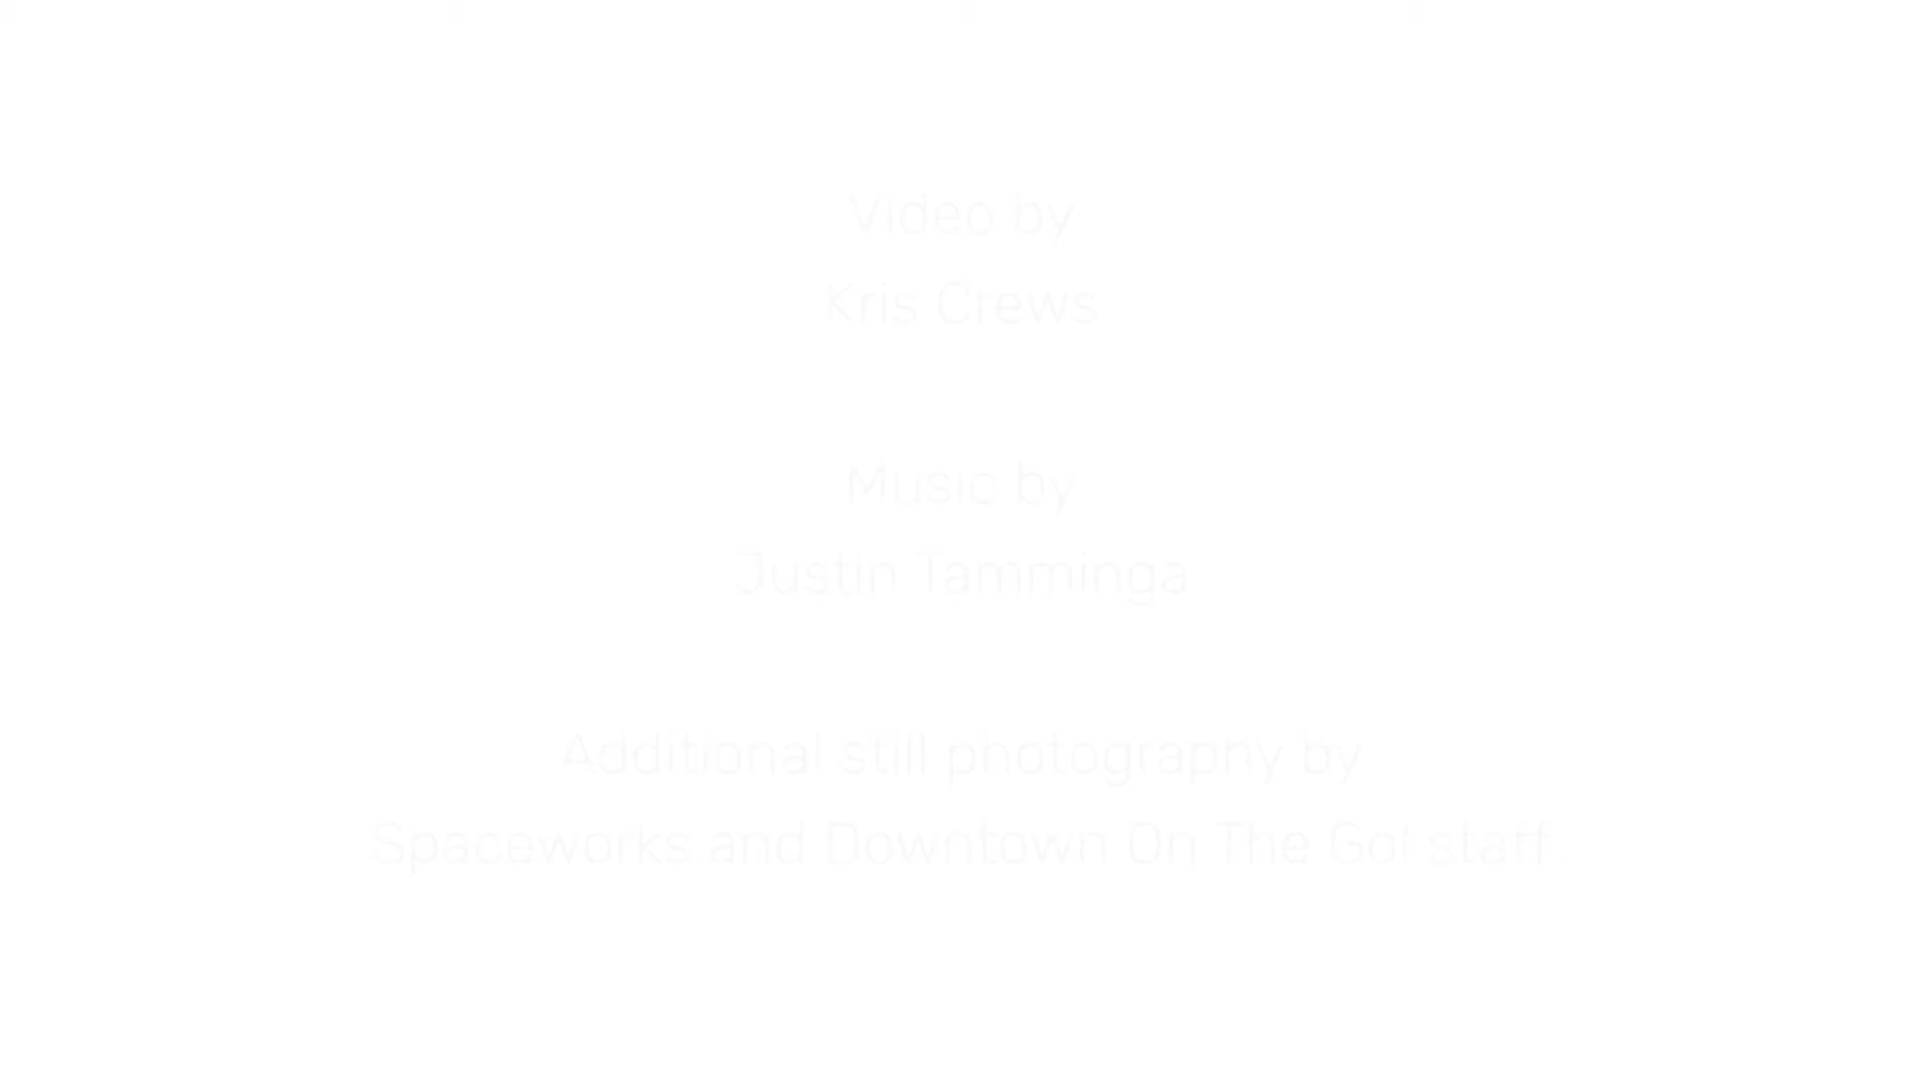 Video by
Kris Crews
Music by
Justin Tamminga
Additional still photography by
Spaceworks and Downtown On The Go! staff